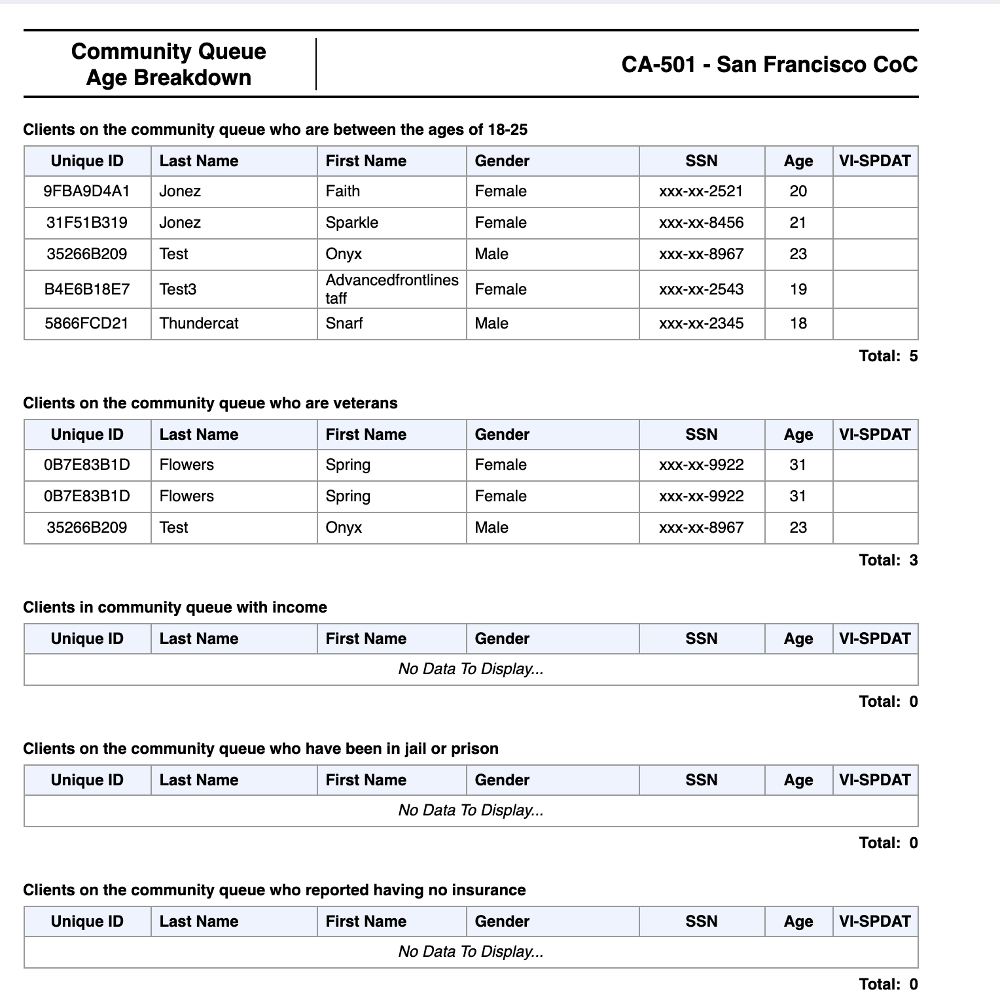 Community Queue
Age Breakdown
CA-501 - San Francisco CoC
Clients on the community queue who are between the ages of 18-25
Unique ID Last Name First Name Gender SSN Age VI-SPDAT
9FBA9D4A1 Jonez Faith Female xxx-xx-2521 20
31F51B319 Jonez Sparkle Female xxx-xx-8456 21
35266B209 Test Onyx Male xxx-xx-8967 23
B4E6B18E7 Test3 Advancedfrontlines
taff Female xxx-xx-2543 19
5866FCD21 Thundercat Snarf Male xxx-xx-2345 18
Total: 5
Clients on the community queue who are veterans
Unique ID Last Name First Name Gender SSN Age VI-SPDAT
0B7E83B1D Flowers Spring Female xxx-xx-9922 31
0B7E83B1D Flowers Spring Female xxx-xx-9922 31
35266B209 Test Onyx Male xxx-xx-8967 23
Total: 3
Clients in community queue with income
Unique ID Last Name First Name Gender SSN Age VI-SPDAT
No Data To Display...
Total: 0
Clients on the community queue who have been in jail or prison
Unique ID Last Name First Name Gender SSN Age VI-SPDAT
No Data To Display...
Total: 0
Clients on the community queue who reported having no insurance
Unique ID Last Name First Name Gender SSN Age VI-SPDAT
No Data To Display...
Total: 0